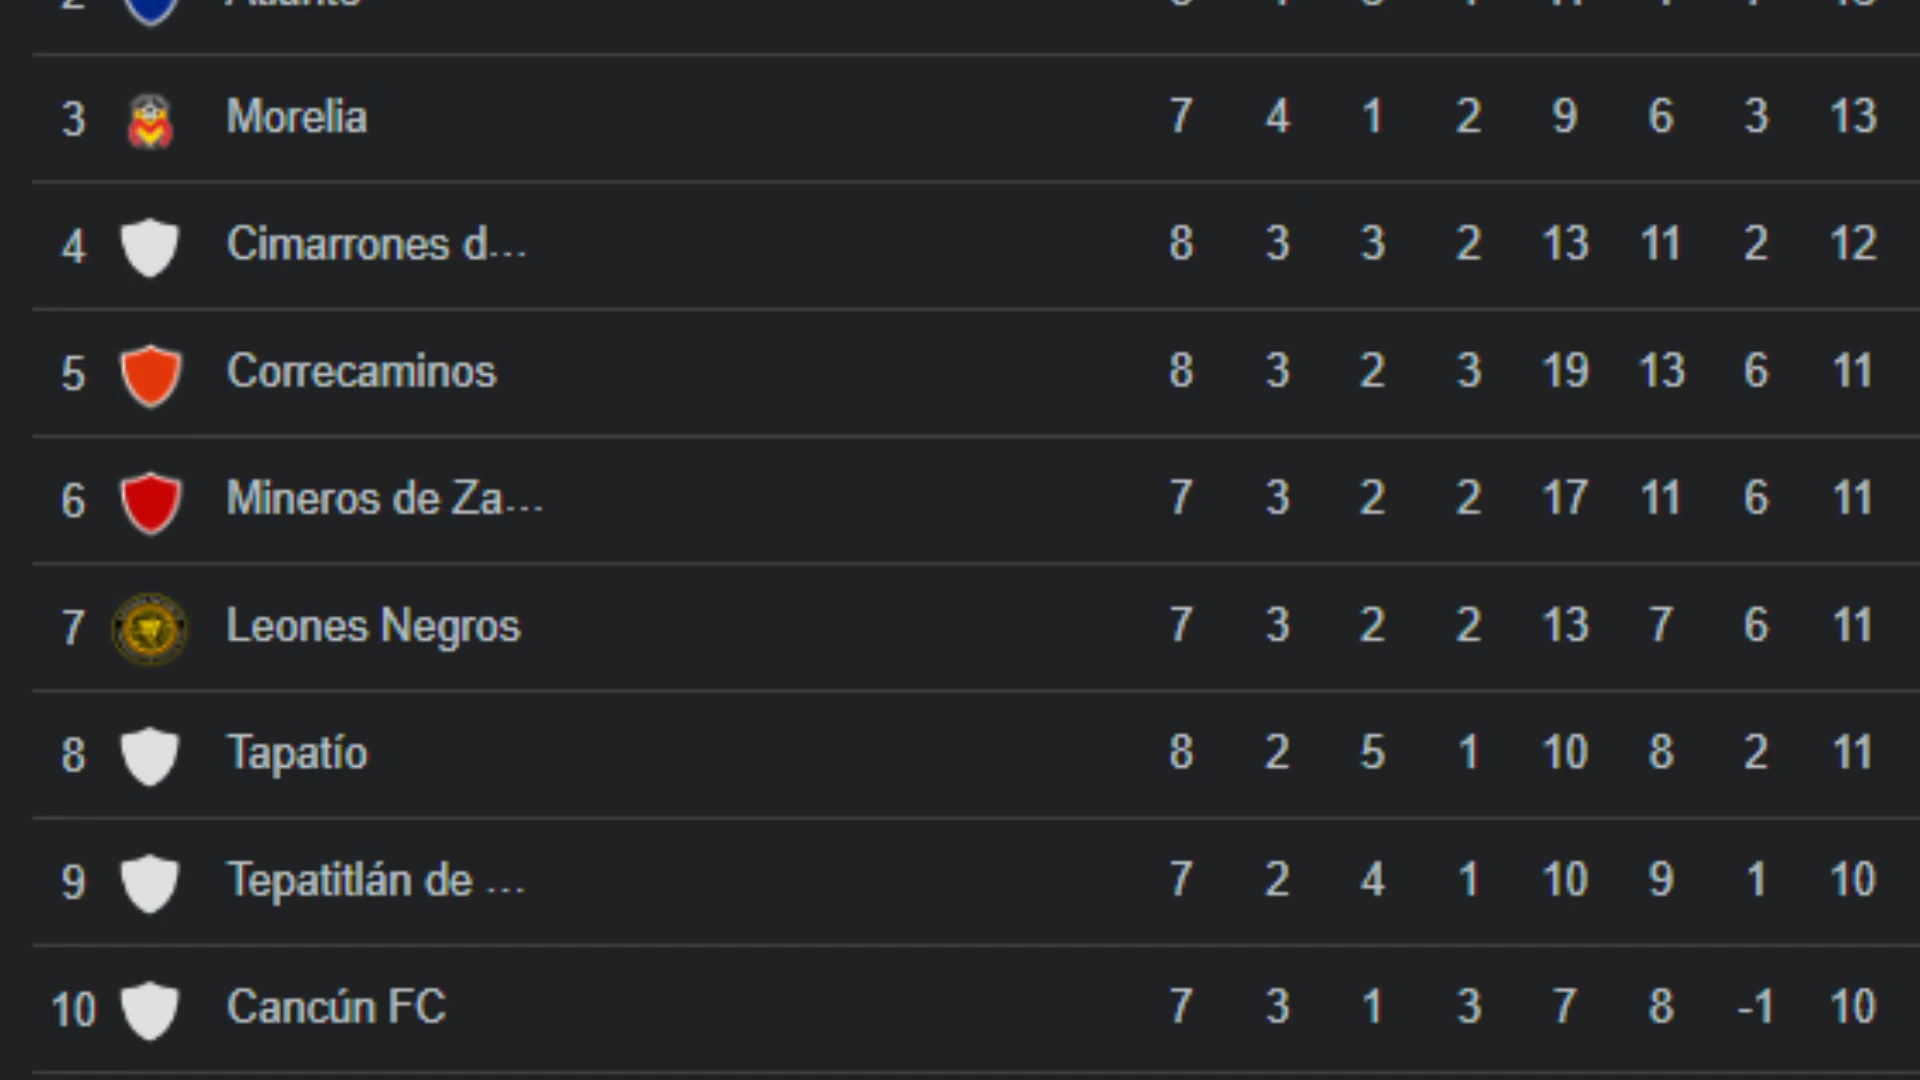 3 Morelia 7 4 1 2 9 6 3 13
4 Cimarrones d... 8 3 3 2 13 11 2 12
5 Correcaminos 8 3 2 3 19 13 6 11
6 Mineros de Za... 7 3 2 2 17 11 6 11
7 Leones Negros 7 3 2 2 13 7 6 11
8 Tapatío 8 2 5 1 10 8 2 11
9 Tepatitlán de ... 7 2 4 1 10 9 1 10
10 Cancún FC 7 3 1 3 7 8 -1 10